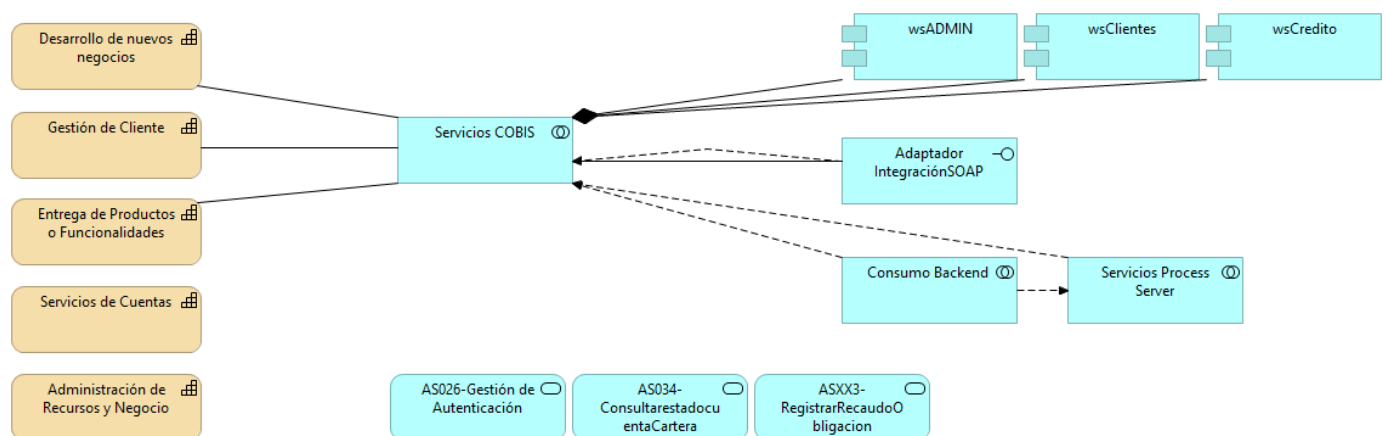 Desarrollo de nuevos
negocios
Gestión de Cliente
Entrega de Productos
o Funcionalidades
Servicios de Cuentas
Administración de
Recursos y Negocio
Servicios COBIS
wsADMIN
wsClientes
wsCredito
Adaptador
IntegraciónSOAP
Consumo Backend
Servicios Process
Server
AS026-Gestión de
Autenticación
AS034-
Consultarestadocu
entaCartera
ASXX3-
RegistrarRecaudoO
bligacion